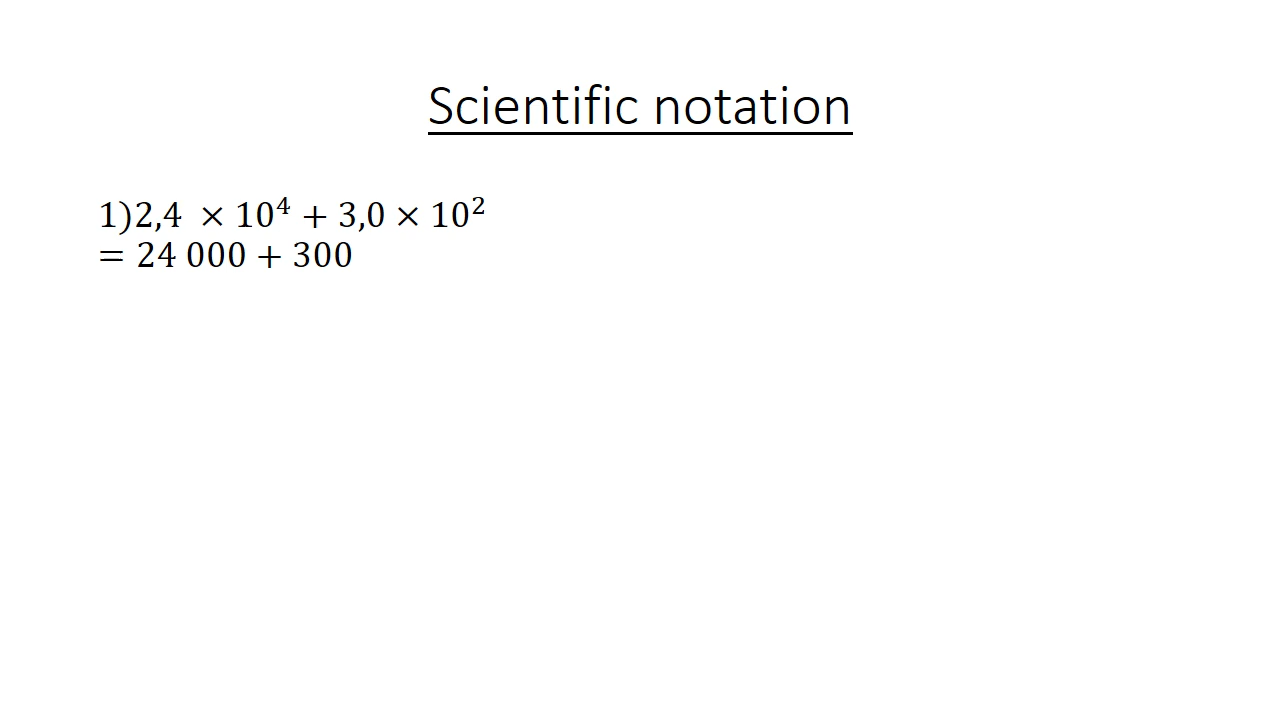 Scientific notation
1)2,4 × 10⁴ + 3,0 × 10²
= 24 000 + 300